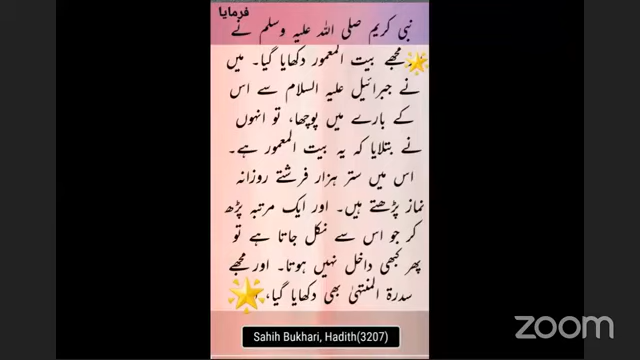 نبی کریم صلی اللہ علیہ وسلم نے فرمایا
مجھے بیت المعمور دکھایا گیا۔ میں
نے جبرائیل علیہ السلام سے اس
کے بارے میں پوچھا، تو انہوں
نے بتلایا کہ یہ بیت المعمور ہے۔
اس میں ستر ہزار فرشتے روزانہ
نماز پڑھتے ہیں۔ اور ایک مرتبہ پڑھ
کر جو اس سے نکل جاتا ہے تو
پھر کبھی داخل نہیں ہوتا۔ اور مجھے
سدرۃ المنتہیٰ بھی دکھایا گیا،
Sahih Bukhari, Hadith(3207)
zoom